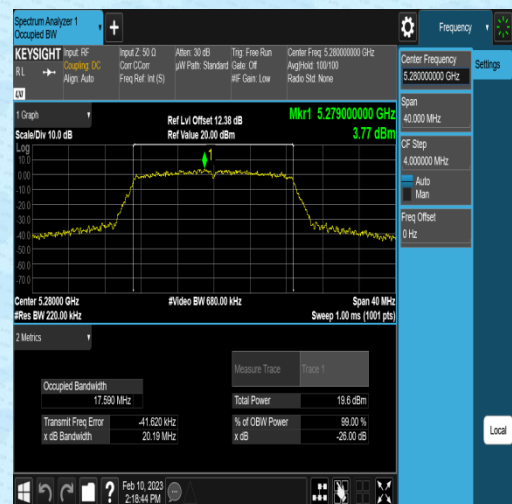 Spectrum Analyzer 1
Occupied BW
+
Frequency
KEYSIGHT
RL
Input: RF
Coupling: DC
Align: Auto
Input Z: 50 Ω
Corr CCorr
Freq Ref: Int (S)
Atten: 30 dB
µW Path: Standard
Trig: Free Run
Gate: Off
#IF Gain: Low
Center Freq: 5.280000000 GHz
Avg|Hold: 100/100
Radio Std: None
LXI
Center Frequency
5.280000000 GHz
Settings
Span
40.000 MHz
CF Step
4.000000 MHz
Auto
Man
Freq Offset
0 Hz
1 Graph
Scale/Div 10.0 dB
Ref Lvl Offset 12.38 dB
Ref Value 20.00 dBm
Mkr1 5.279000000 GHz
3.77 dBm
Log
10.0
0.00
-10.0
-20.0
-30.0
-40.0
-50.0
-60.0
-70.0
1
Center 5.28000 GHz
#Res BW 220.00 kHz
#Video BW 680.00 kHz
Span 40 MHz
Sweep 1.00 ms (1001 pts)
2 Metrics
Measure Trace
Trace 1
Occupied Bandwidth
17.590 MHz
Total Power
19.6 dBm
Transmit Freq Error
-41.620 kHz
% of OBW Power
99.00 %
x dB Bandwidth
20.19 MHz
x dB
-26.00 dB
Local
?
Feb 10, 2023
2:18:44 PM